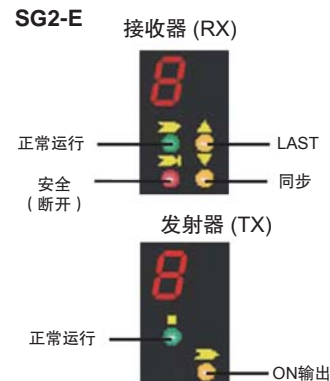 SG2-E
接收器 (RX)
8
正常运行
LAST
安全
（断开）
同步
发射器 (TX)
8
正常运行
ON输出